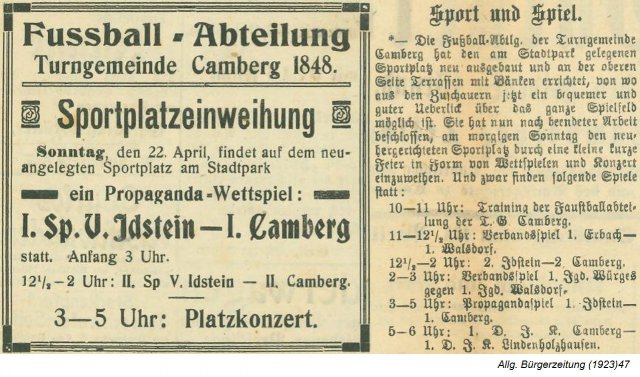 Fussball - Abteilung
Turngemeinde Camberg 1848.
Sportplatzeinweihung
Sonntag, den 22. April, findet auf dem neu-
angelegten Sportplatz am Stadtpark
ein Propaganda-Wettspiel:
I. Sp. V. Idstein — I. Camberg
statt. Anfang 3 Uhr.
12½ – 2 Uhr: II. Sp V. Idstein — II. Camberg.
3—5 Uhr: Platzkonzert.
Sport und Spiel.
*— Die Fußball-Abtlg. der Turngemeinde
Camberg hat den am Stadtpark gelegenen
Sportplatz neu ausgebaut und an der oberen
Seite Terrassen mit Bänken errichtet, von wo
aus den Zuschauern jetzt ein bequemer und
guter Ueberlick über das ganze Spielfeld
möglich ist. Sie hat nun nach beendeter Arbeit
beschlossen, am morgigen Sonntag den neu-
hergerichteten Sportplatz durch eine kleine kurze
Feier in Form von Wettspielen und Konzert
einzuweihen. Und zwar finden folgende Spiele
statt:
10—11 Uhr: Training der Faustballabtei-
lung der T. G Camberg.
11—12½ Uhr: Verbandsspiel 1. Erbach—
1. Walsdorf.
12½—2 Uhr: 2. Idstein—2. Camberg.
2—3 Uhr: Verbandsspiel 1. Jgd. Würges
gegen 1. Jgd. Walsdorf.
3—5 Uhr: Propagandaspiel 1. Idstein—
1. Camberg.
5-6 Uhr: 1. D. J. K. Camberg—
1. D. J. K. Lindenholzhausen.
Allg. Bürgerzeitung (1923)47